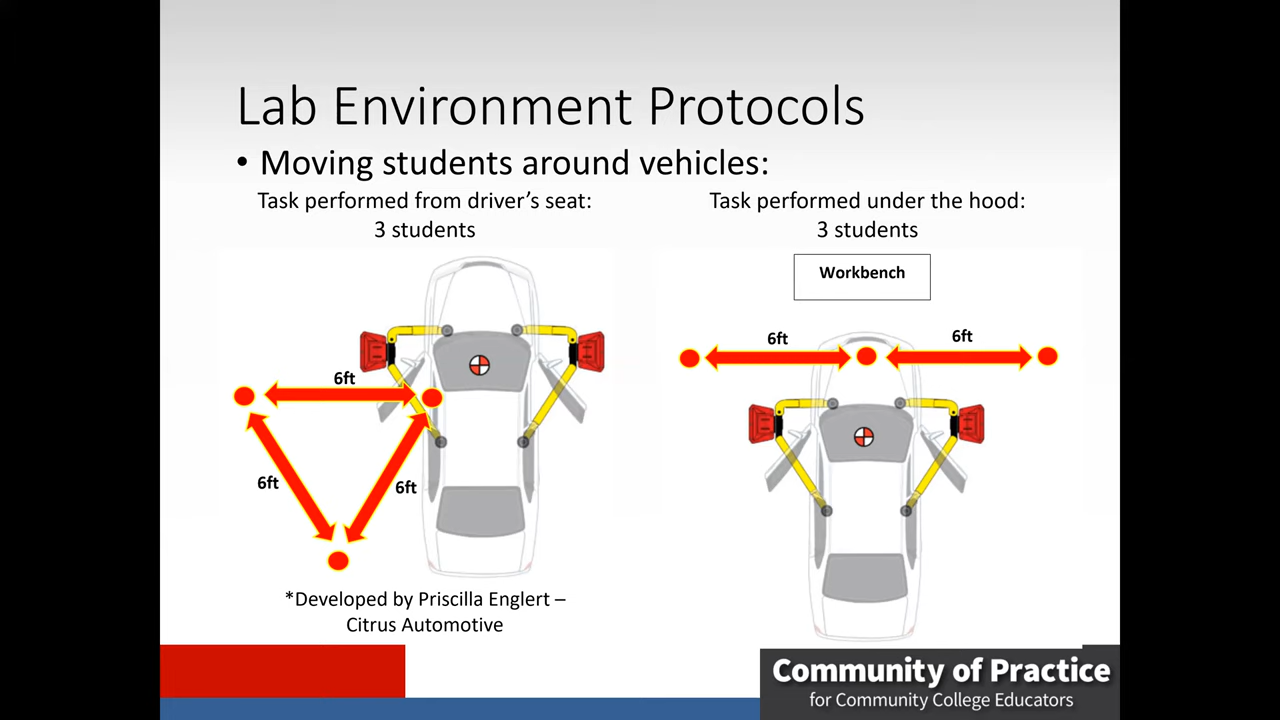 Lab Environment Protocols
• Moving students around vehicles:
Task performed from driver's seat:
3 students
Task performed under the hood:
3 students
Workbench
6ft
6ft
6ft
6ft
6ft
*Developed by Priscilla Englert –
Citrus Automotive
Community of Practice
for Community College Educators